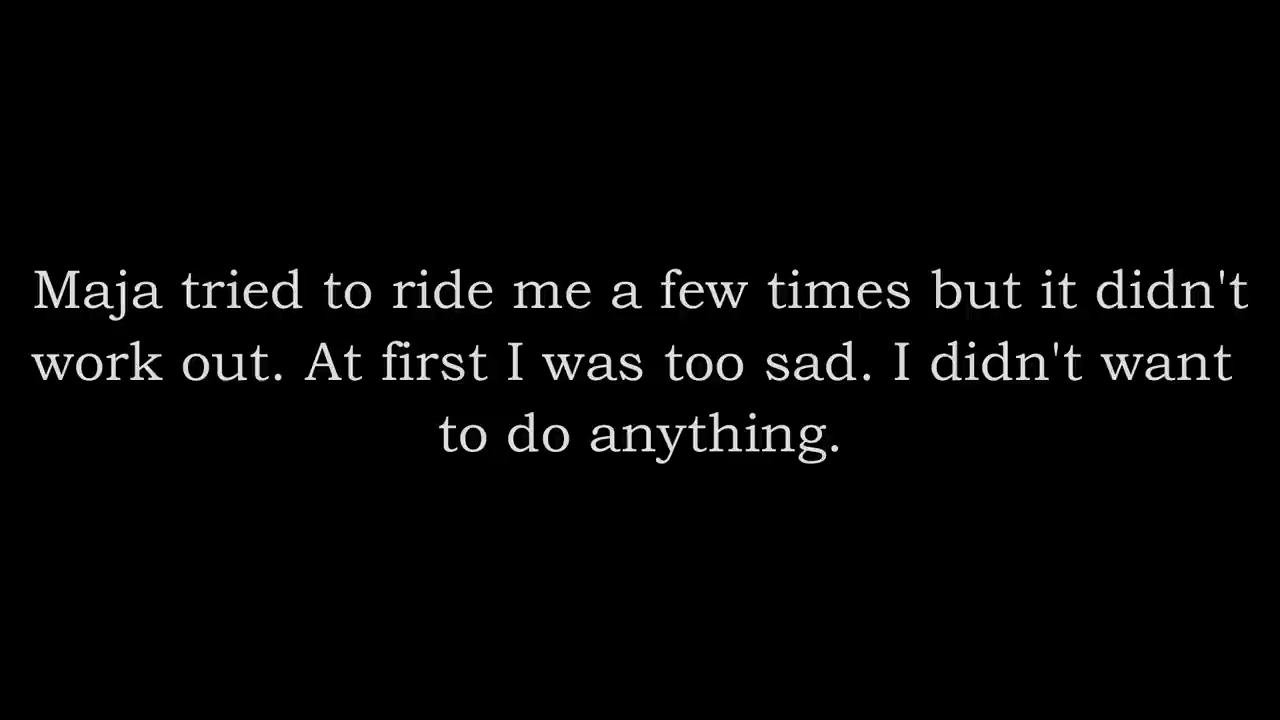 Maja tried to ride me a few times but it didn't
work out. At first I was too sad. I didn't want
to do anything.